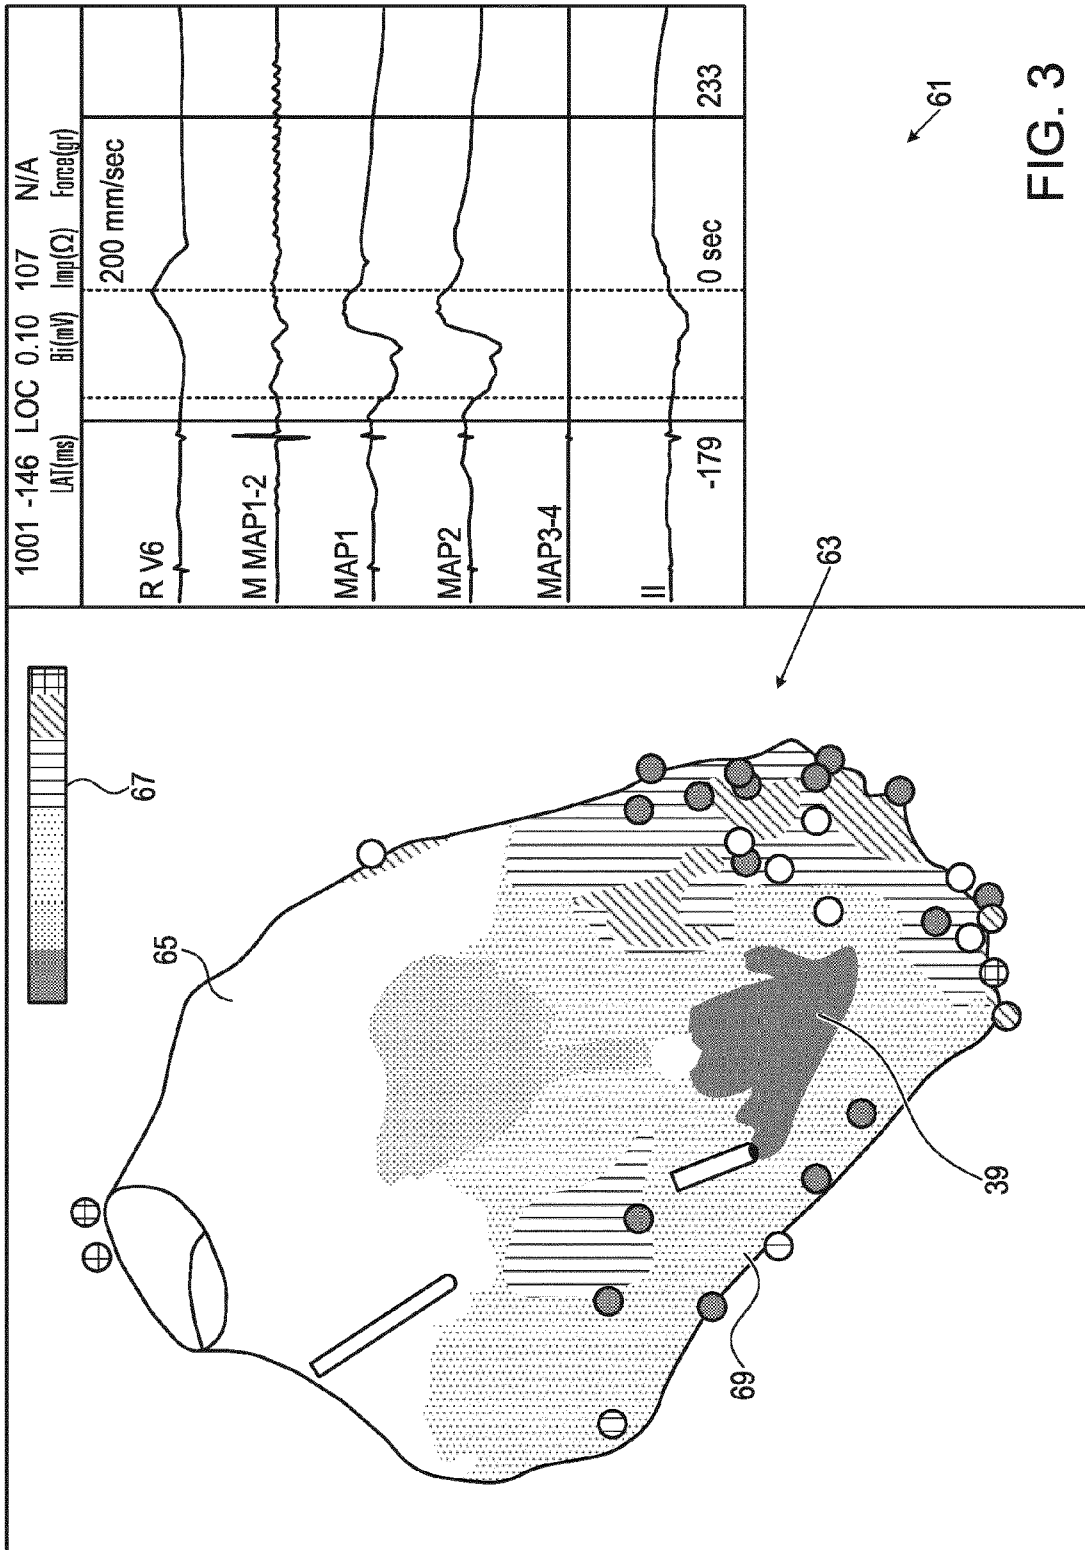 1001 -146 LOC 0.10 107 N/A
LAT(ms) Bi(mV) Imp(Ω) Force(gr)
200 mm/sec
R V6
M MAP1-2
MAP1
MAP2
MAP3-4
II
-179 0 sec 233
67
65
63
61
39
69
FIG. 3